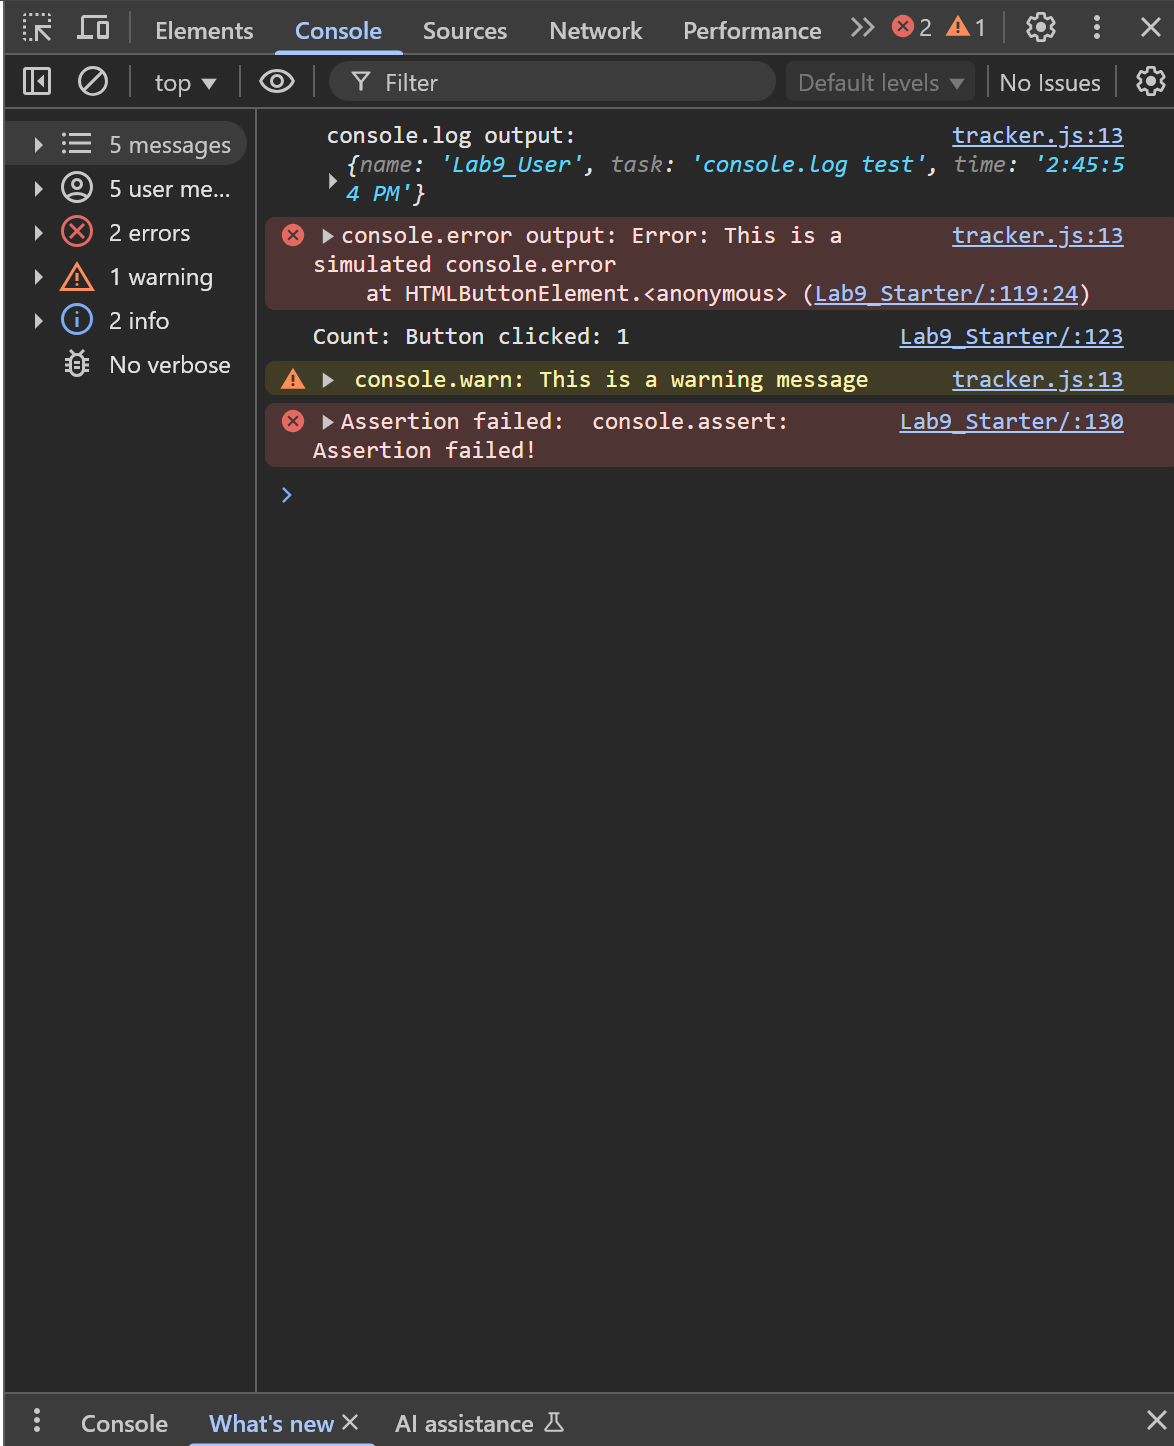 Elements Console Sources Network Performance 2 1
top Filter Default levels No Issues
5 messages
5 user me...
2 errors
1 warning
2 info
No verbose
console.log output: tracker.js:13
{name: 'Lab9_User', task: 'console.log test', time: '2:45:5
4 PM'}
console.error output: Error: This is a tracker.js:13
simulated console.error
at HTMLButtonElement.<anonymous> (Lab9_Starter/:119:24)
Count: Button clicked: 1 Lab9_Starter/:123
console.warn: This is a warning message tracker.js:13
Assertion failed: console.assert: Lab9_Starter/:130
Assertion failed!
Console What's new AI assistance